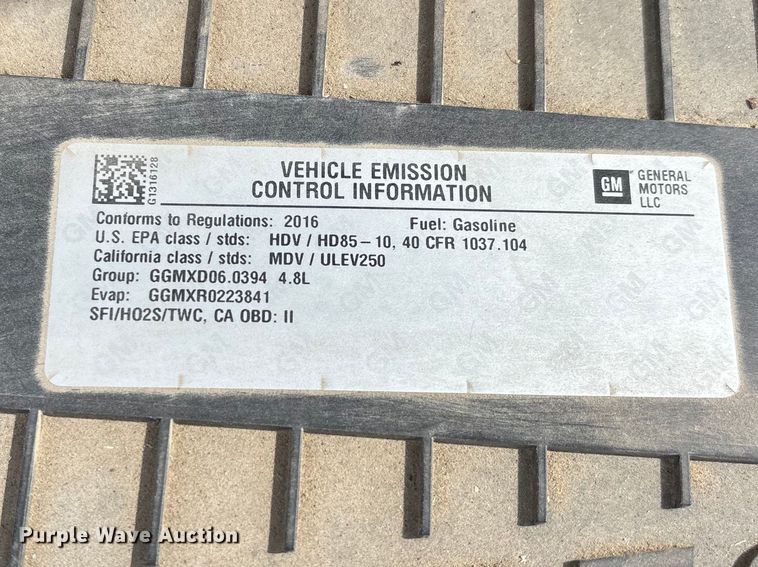 G1316128
VEHICLE EMISSION
CONTROL INFORMATION
GM
GENERAL
MOTORS
LLC
Conforms to Regulations: 2016 Fuel: Gasoline
U.S. EPA class / stds: HDV / HD85-10, 40 CFR 1037.104
California class / stds: MDV / ULEV250
Group: GGMXD06.0394 4.8L
Evap: GGMXR0223841
SFI/HO2S/TWC, CA OBD: II
Purple Wave Auction